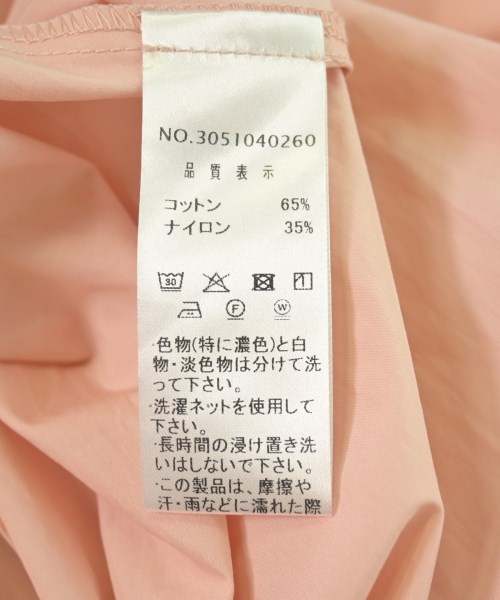 NO.3051040260
品質表示
コットン 65%
ナイロン 35%
30
F W
·色物(特に濃色)と白
物・淡色物は分けて洗
って下さい。
·洗濯ネットを使用して
下さい。
·長時間の浸け置き洗
いはしないで下さい。
·この製品は、摩擦や
汗・雨などに濡れた際